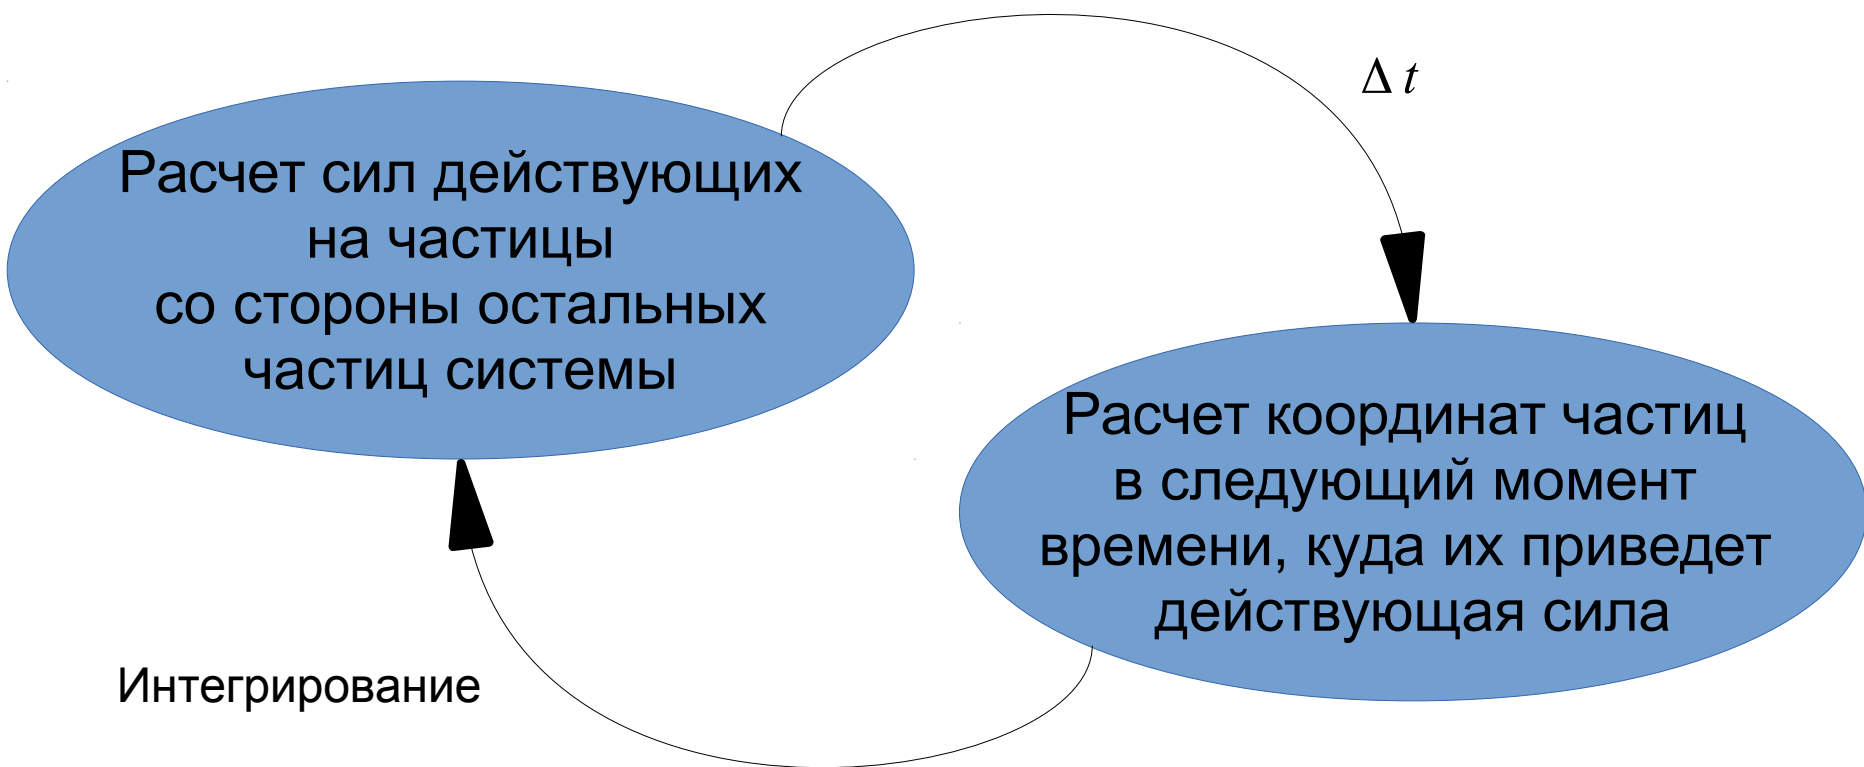 Расчет сил действующих
на частицы
со стороны остальных
частиц системы
Δ t
Расчет координат частиц
в следующий момент
времени, куда их приведет
действующая сила
Интегрирование